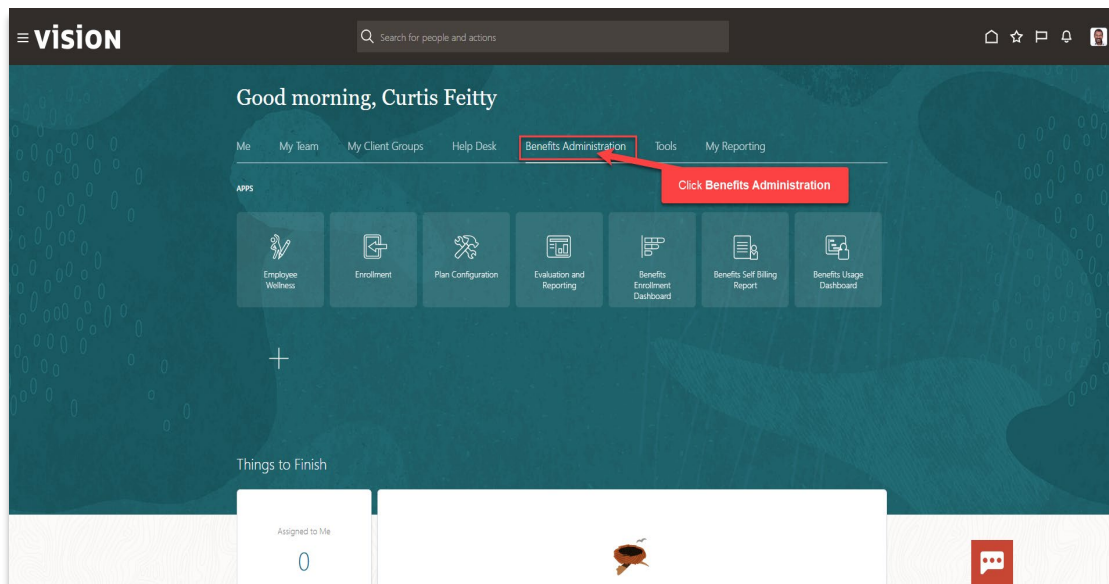 vision
Search for people and actions
Good morning, Curtis Feitty
Me My Team My Client Groups Help Desk Benefits Administration Tools My Reporting
Click Benefits Administration
APPS
Employee
Wellness
Enrollment
Plan Configuration
Evaluation and
Reporting
Benefits
Enrollment
Dashboard
Benefits Self Billing
Report
Benefits Usage
Dashboard
Things to Finish
Assigned to Me
0